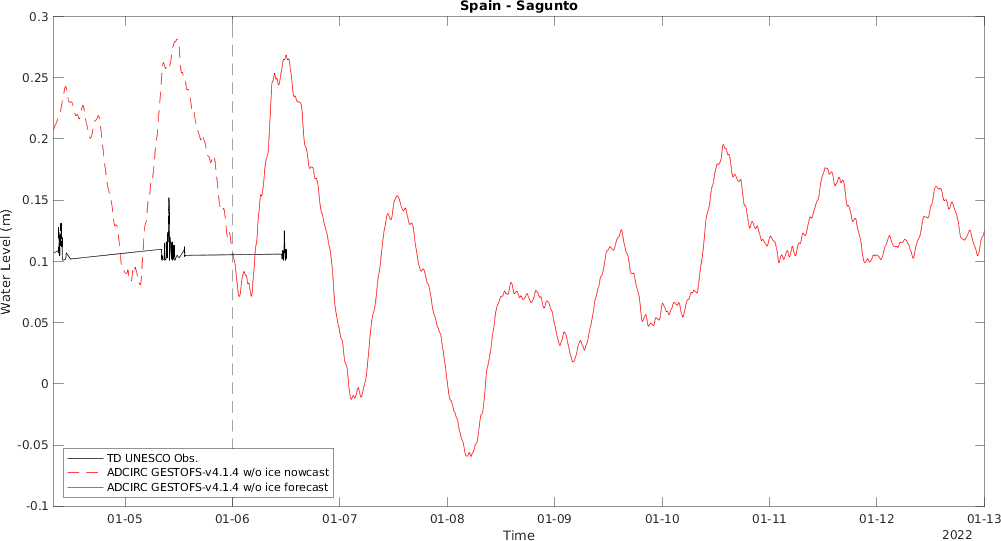 Spain - Sagunto
0.3
0.25
0.2
0.15
0.1
0.05
0
-0.05
-0.1
Water Level (m)
TD UNESCO Obs.
ADCIRC GESTOFS-v4.1.4 w/o ice nowcast
ADCIRC GESTOFS-v4.1.4 w/o ice forecast
01-05 01-06 01-07 01-08 01-09 01-10 01-11 01-12 01-13
Time
2022